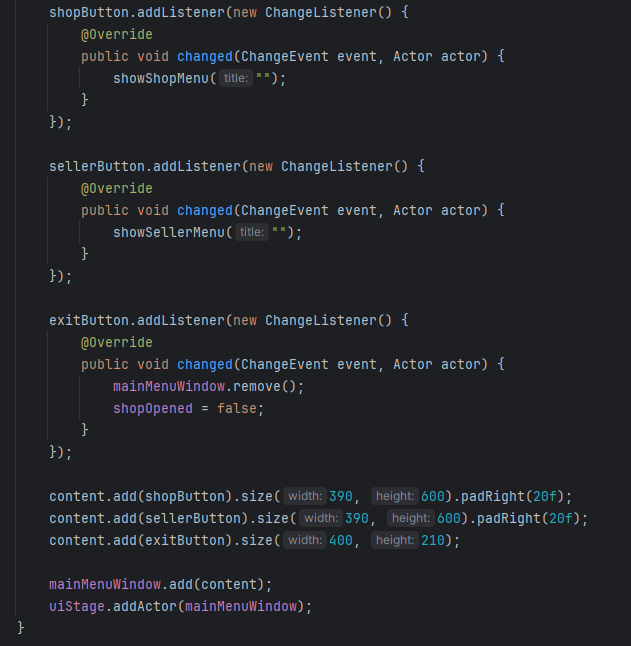 shopButton.addListener(new ChangeListener() {
@Override
public void changed(ChangeEvent event, Actor actor) {
showShopMenu( title: "");
}
});
sellerButton.addListener(new ChangeListener() {
@Override
public void changed(ChangeEvent event, Actor actor) {
showSellerMenu( title: "");
}
});
exitButton.addListener(new ChangeListener() {
@Override
public void changed(ChangeEvent event, Actor actor) {
mainMenuWindow.remove();
shopOpened = false;
}
});
content.add(shopButton).size( width: 390, height: 600).padRight(20f);
content.add(sellerButton).size( width: 390, height: 600).padRight(20f);
content.add(exitButton).size( width: 400, height: 210);
mainMenuWindow.add(content);
uiStage.addActor(mainMenuWindow);
}